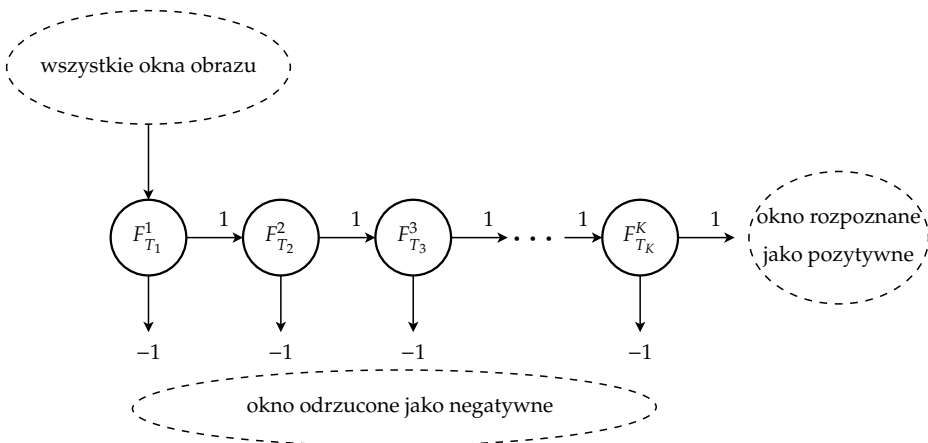 wszystkie okna obrazu
1 1 1 1 1
F^1_{T_1} F^2_{T_2} F^3_{T_3} ... F^K_{T_K}
okno rozpoznane
jako pozytywne
−1 −1 −1 −1
okno odrzucone jako negatywne